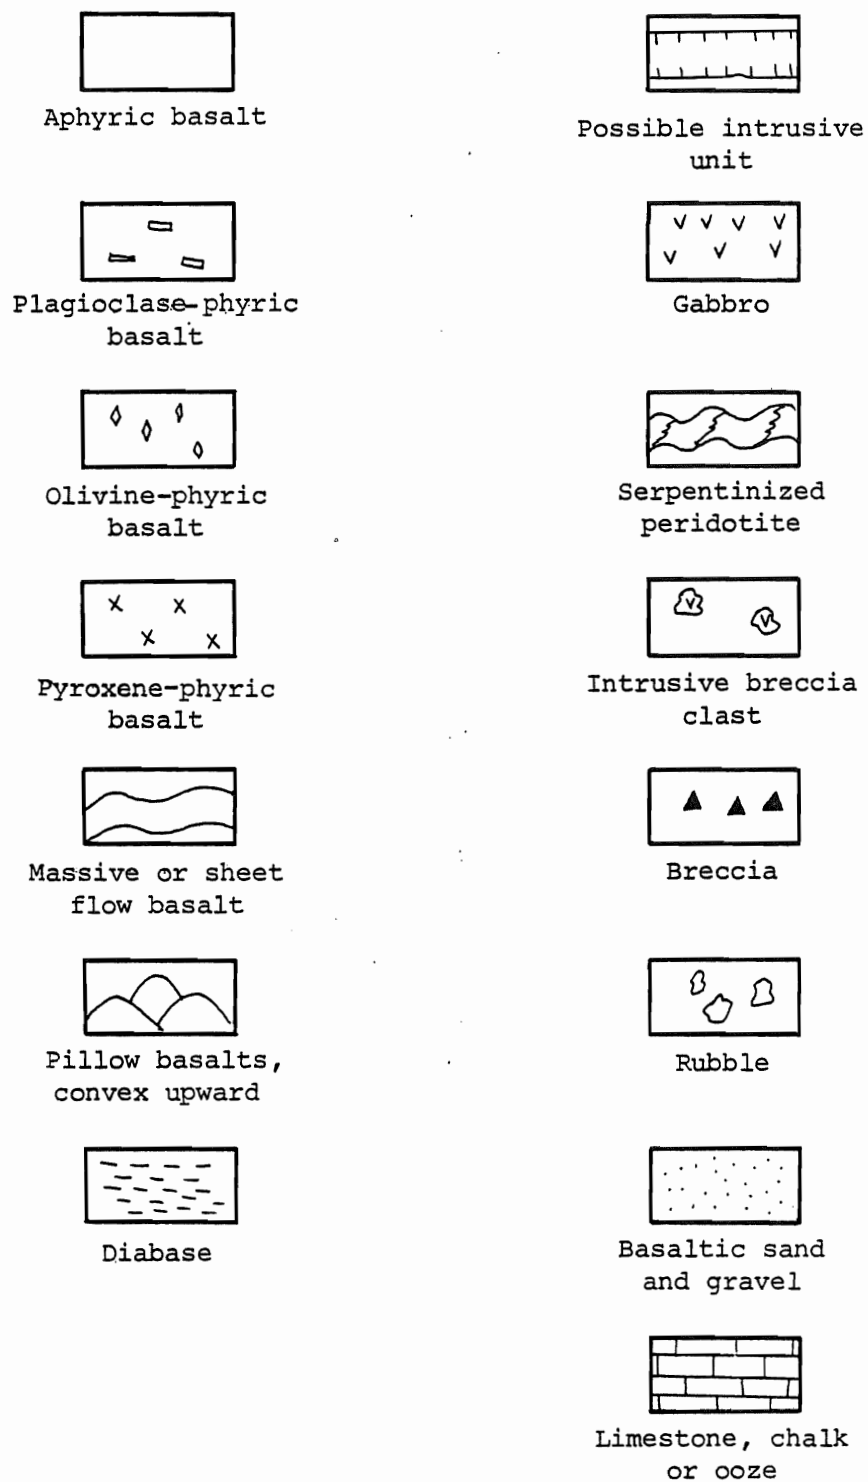 Aphyric basalt
Plagioclase-phyric
basalt
Olivine-phyric
basalt
Pyroxene-phyric
basalt
Massive or sheet
flow basalt
Pillow basalts,
convex upward
Diabase
Possible intrusive
unit
Gabbro
Serpentinized
peridotite
Intrusive breccia
clast
Breccia
Rubble
Basaltic sand
and gravel
Limestone, chalk
or ooze